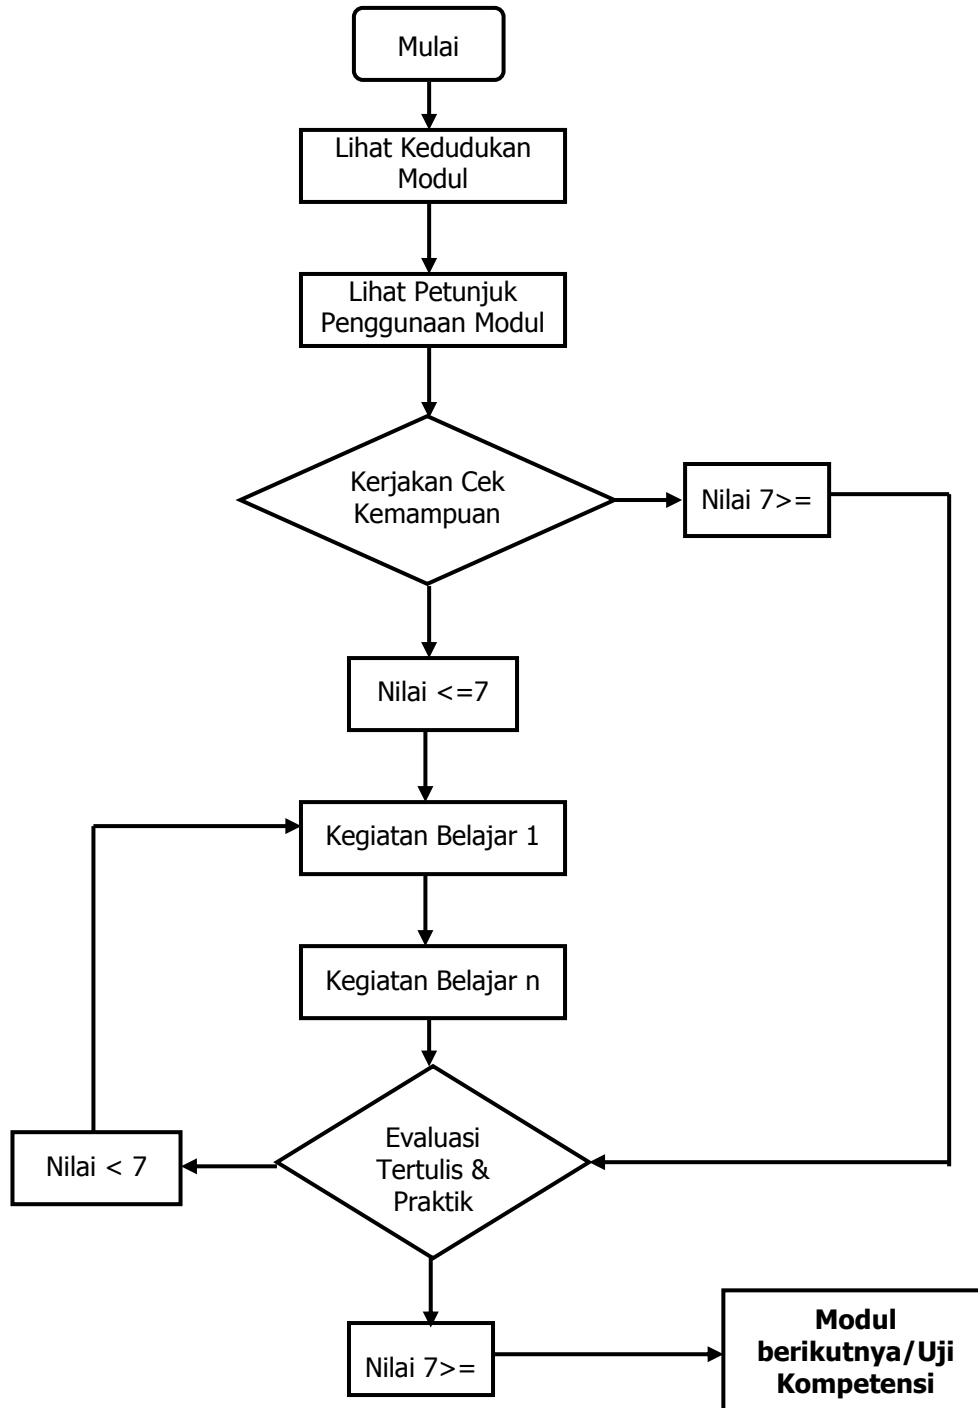 Mulai
Lihat Kedudukan
Modul
Lihat Petunjuk
Penggunaan Modul
Kerjakan Cek
Kemampuan
Nilai 7>=
Nilai <=7
Kegiatan Belajar 1
Kegiatan Belajar n
Evaluasi
Tertulis &
Praktik
Nilai < 7
Nilai 7>=
Modul
berikutnya/Uji
Kompetensi